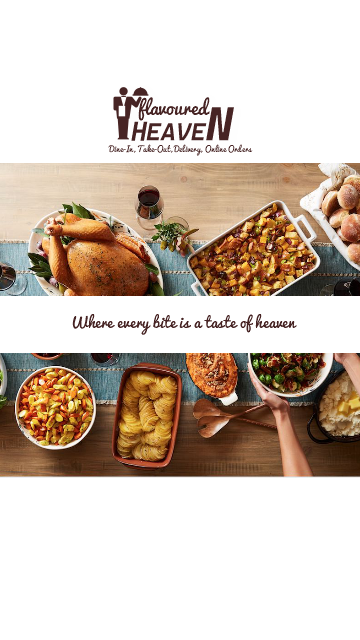 flavoured
HEAVEN
Dine-In, Take-Out, Delivery, Online Orders
Where every bite is a taste of heaven